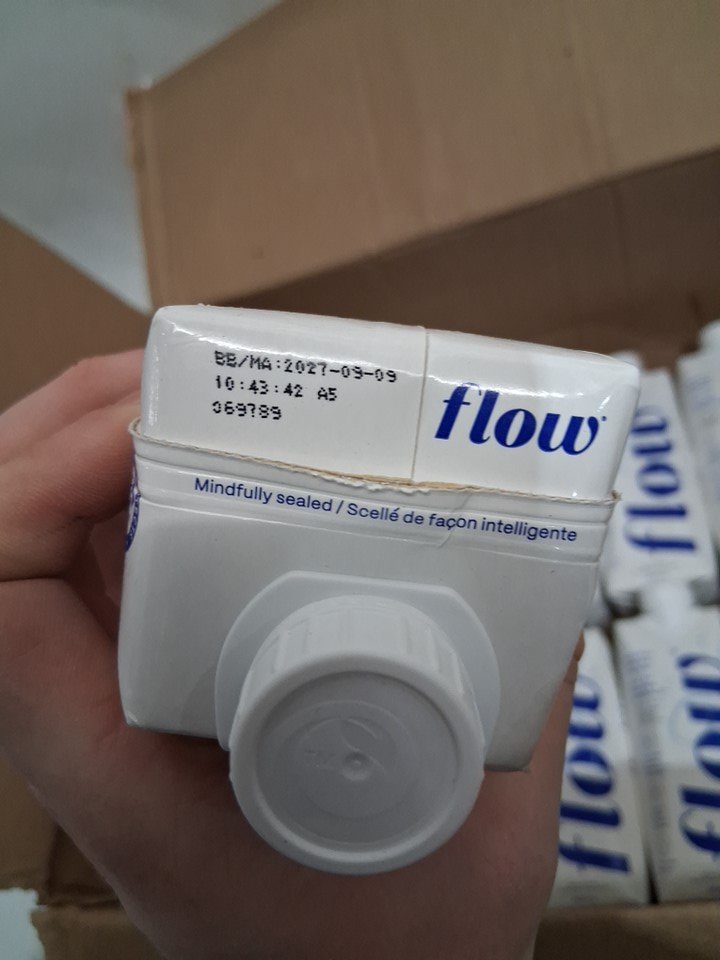 BB/MA:2027-09-09
10:43:42 A5
069789
flow
Mindfully sealed / Scellé de façon intelligente
flow
flow
flow